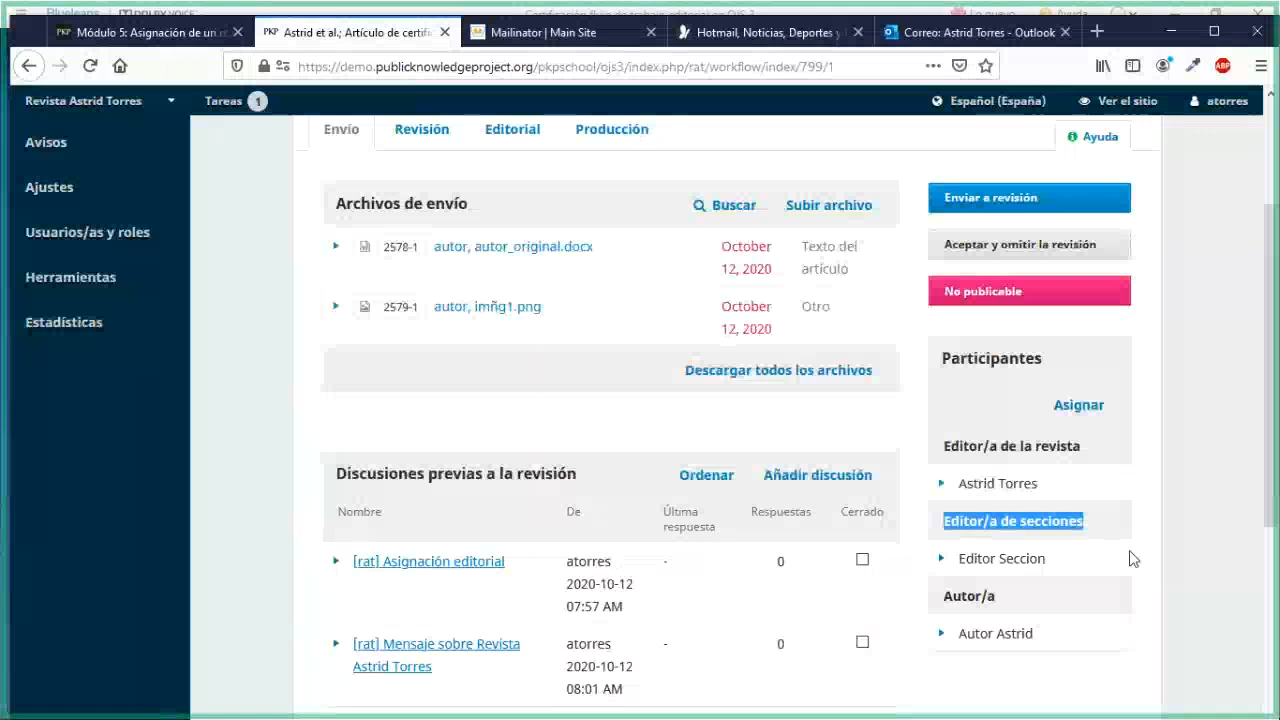 Módulo 5: Asignación de un r
Astrid et al.; Artículo de certific
Mailinator | Main Site
Hotmail, Noticias, Deportes y
Correo: Astrid Torres - Outlook
https://demo.publicknowledgeproject.org/pkpschool/ojs3/index.php/rat/workflow/index/799/1
Revista Astrid Torres
Tareas 1
Español (España)
Ver el sitio
atorres
Avisos
Ajustes
Usuarios/as y roles
Herramientas
Estadísticas
Envío
Revisión
Editorial
Producción
Ayuda
Archivos de envío
Buscar
Subir archivo
2578-1 autor, autor_original.docx
October 12, 2020
Texto del artículo
2579-1 autor, imñg1.png
October 12, 2020
Otro
Descargar todos los archivos
Discusiones previas a la revisión
Ordenar
Añadir discusión
Nombre
De
Última respuesta
Respuestas
Cerrado
[rat] Asignación editorial
atorres
2020-10-12
07:57 AM
-
0
[rat] Mensaje sobre Revista
Astrid Torres
atorres
2020-10-12
08:01 AM
-
0
Enviar a revisión
Aceptar y omitir la revisión
No publicable
Participantes
Asignar
Editor/a de la revista
Astrid Torres
Editor/a de secciones
Editor Seccion
Autor/a
Autor Astrid